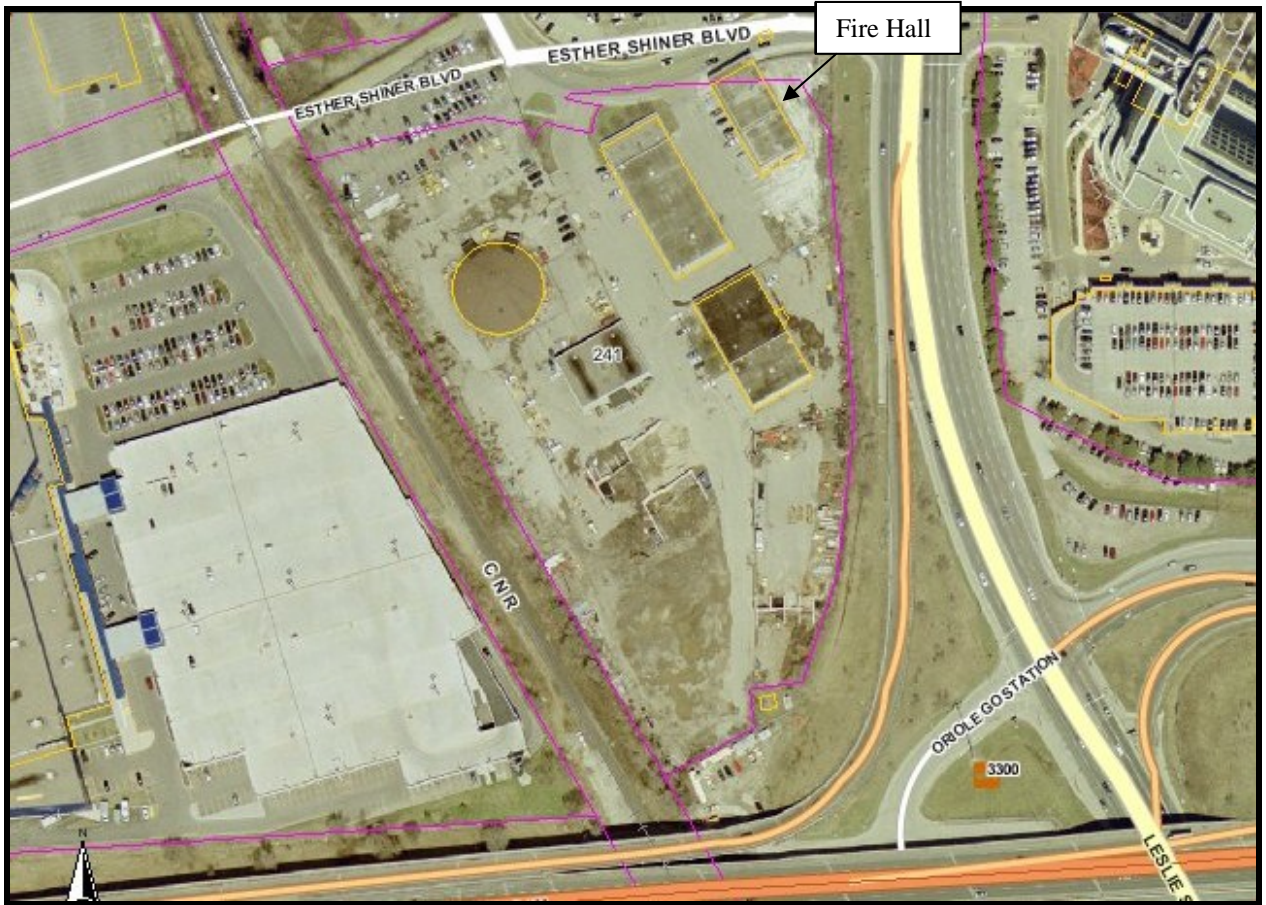 Fire Hall
ESTHER SHINER BLVD
ESTHER SHINER BLVD
241
C N R
ORIOLE GO STATION
3300
LESLIE S
N